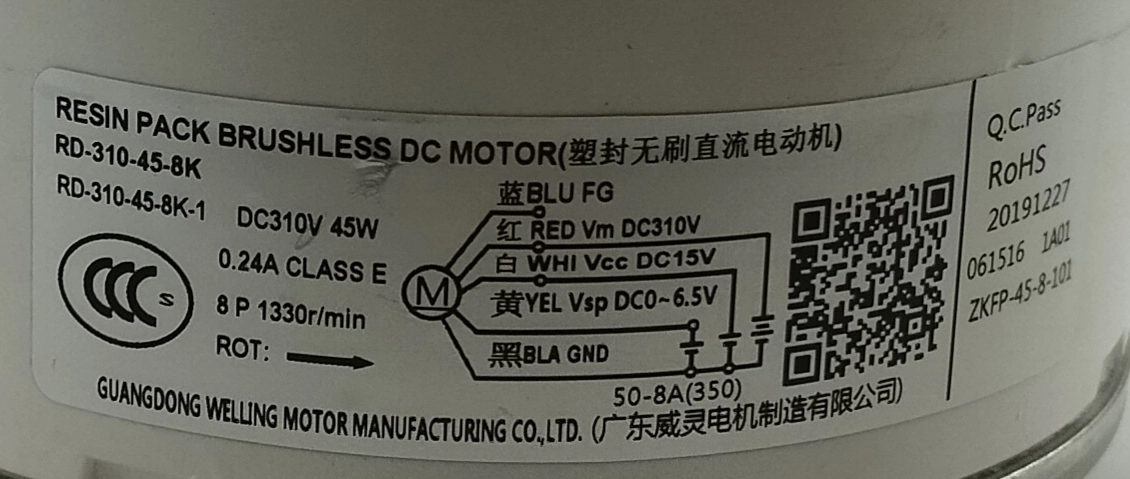 RESIN PACK BRUSHLESS DC MOTOR(塑封无刷直流电动机)
RD-310-45-8K
RD-310-45-8K-1
DC310V 45W
0.24A CLASS E
8 P 1330r/min
ROT:
CCC S
M
蓝BLU FG
红 RED Vm DC310V
白 WHI Vcc DC15V
黄YEL Vsp DC0~6.5V
黑BLA GND
50-8A(350)
GUANGDONG WELLING MOTOR MANUFACTURING CO.,LTD. (广东威灵电机制造有限公司)
Q.C.Pass
RoHS
20191227
061516 1A01
ZKFP-45-8-101